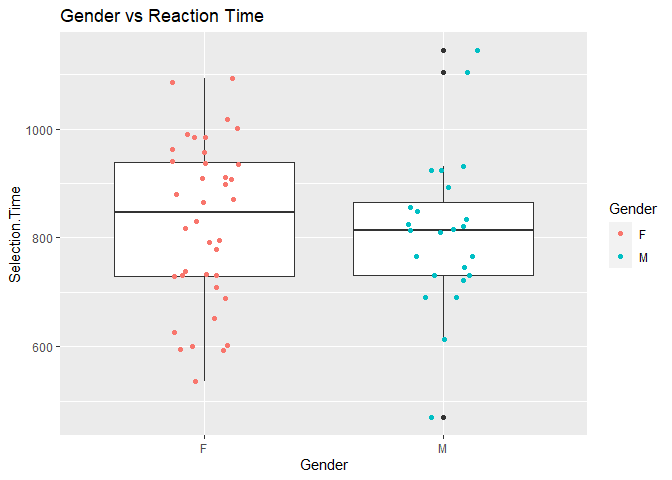 Gender vs Reaction Time
Selection.Time
1000
800
600
F
M
Gender
Gender
F
M